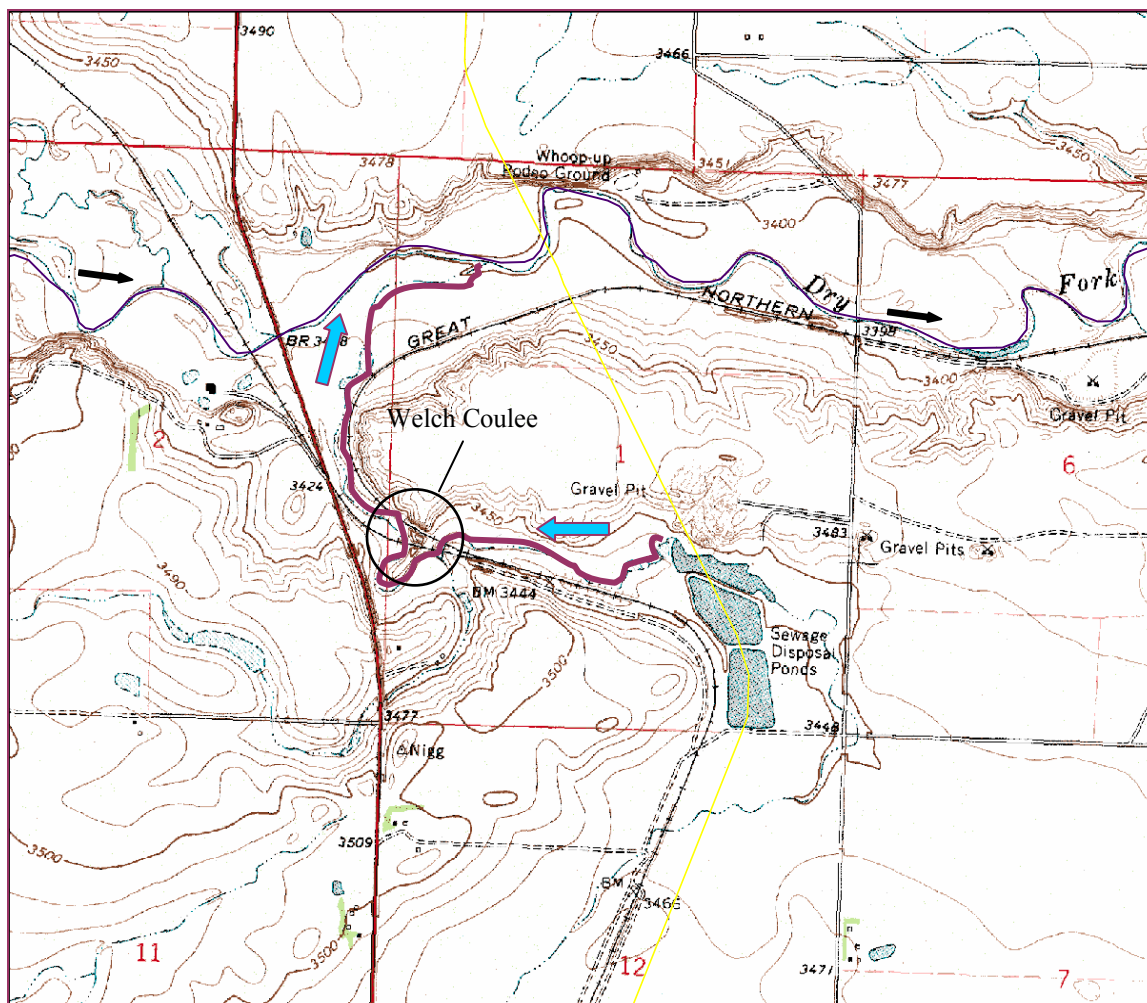 3490
3466
3450
3450
3478
Whoop-up
Rodeo Ground
3451
3477
3400
Dry
Fork
NORTHERN
GREAT
3398
3450
3400
Gravel Pit
Welch Coulee
2
1
6
3424
3450
Gravel Pit
3483
Gravel Pits
3490
BM 3444
Sewage
Disposal
Ponds
3500
3477
3448
Nigg
3509
3500
BM
3466
3500
11
12
3471
7